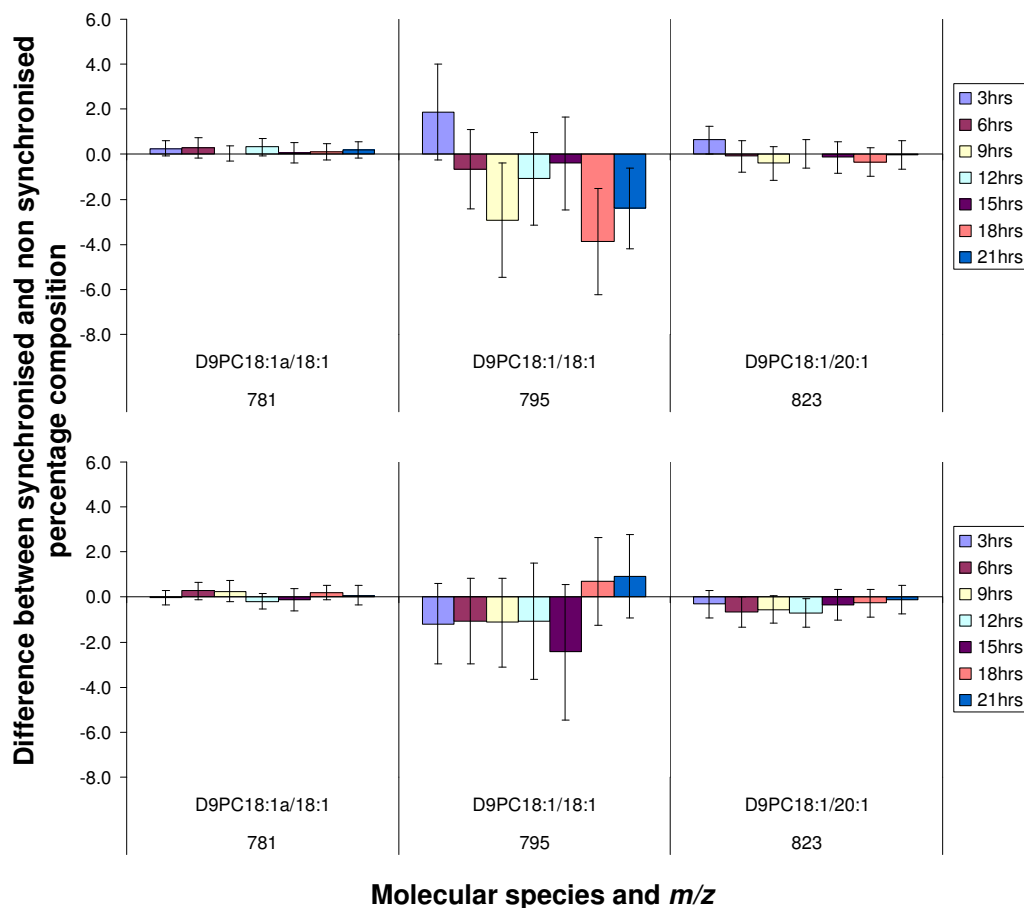 Difference between synchronised and non synchronised
percentage composition
6.0
4.0
2.0
0.0
-2.0
-4.0
-6.0
-8.0
D9PC18:1a/18:1 D9PC18:1/18:1 D9PC18:1/20:1
781 795 823
3hrs
6hrs
9hrs
12hrs
15hrs
18hrs
21hrs
6.0
4.0
2.0
0.0
-2.0
-4.0
-6.0
-8.0
D9PC18:1a/18:1 D9PC18:1/18:1 D9PC18:1/20:1
781 795 823
3hrs
6hrs
9hrs
12hrs
15hrs
18hrs
21hrs
Molecular species and m/z